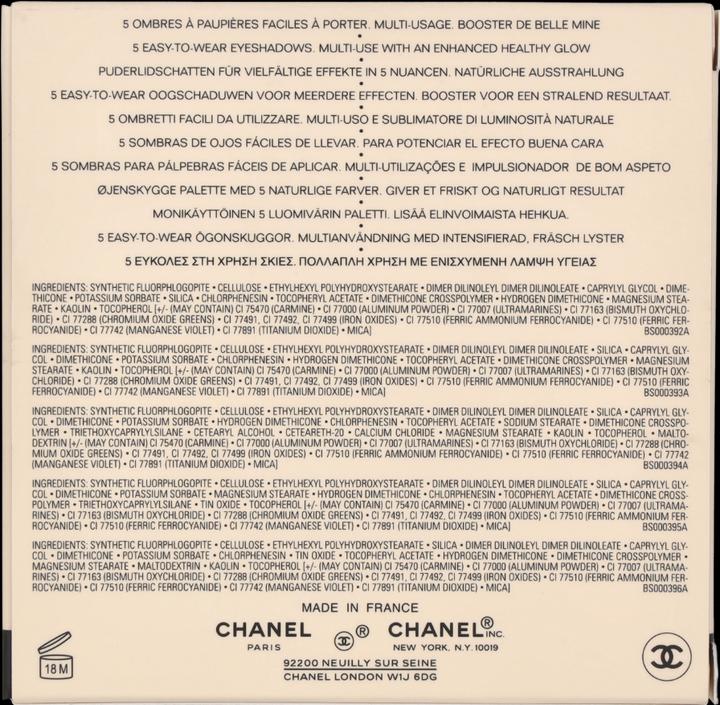 5 OMBRES À PAUPIÈRES FACILES À PORTER. MULTI-USAGE. BOOSTER DE BELLE MINE
•
5 EASY-TO-WEAR EYESHADOWS. MULTI-USE WITH AN ENHANCED HEALTHY GLOW
•
PUDERLIDSCHATTEN FÜR VIELFÄLTIGE EFFEKTE IN 5 NUANCEN. NATÜRLICHE AUSSTRAHLUNG
•
5 EASY-TO-WEAR OOGSCHADUWEN VOOR MEERDERE EFFECTEN. BOOSTER VOOR EEN STRALEND RESULTAAT.
•
5 OMBRETTI FACILI DA UTILIZZARE. MULTI-USO E SUBLIMATORE DI LUMINOSITÀ NATURALE
•
5 SOMBRAS DE OJOS FÁCILES DE LLEVAR. PARA POTENCIAR EL EFECTO BUENA CARA
•
5 SOMBRAS PARA PÁLPEBRAS FÁCEIS DE APLICAR. MULTI-UTILIZAÇÕES E IMPULSIONADOR DE BOM ASPETO
•
ØJENSKYGGE PALETTE MED 5 NATURLIGE FARVER. GIVER ET FRISKT OG NATURLIGT RESULTAT
•
MONIKÄYTTÖINEN 5 LUOMIVÄRIN PALETTI. LISÄÄ ELINVOIMAISTA HEHKUA.
•
5 EASY-TO-WEAR ÖGONSKUGGOR. MULTIANVÄNDNING MED INTENSIFIERAD, FRÄSCH LYSTER
•
5 ΕΥΚΟΛΕΣ ΣΤΗ ΧΡΗΣΗ ΣΚΙΕΣ. ΠΟΛΛΑΠΛΗ ΧΡΗΣΗ ΜΕ ΕΝΙΣΧΥΜΕΝΗ ΛΑΜΨΗ ΥΓΕΙΑΣ
INGREDIENTS: SYNTHETIC FLUORPHLOGOPITE • CELLULOSE • ETHYLHEXYL POLYHYDROXYSTEARATE • DIMER DILINOLEYL DIMER DILINOLEATE • CAPRYLYL GLYCOL • DIME-
THICONE • POTASSIUM SORBATE • SILICA • CHLORPHENESIN • TOCOPHERYL ACETATE • DIMETHICONE CROSSPOLYMER • HYDROGEN DIMETHICONE • MAGNESIUM STEA-
RATE • KAOLIN • TOCOPHEROL [+/- (MAY CONTAIN) CI 75470 (CARMINE) • CI 77000 (ALUMINUM POWDER) • CI 77007 (ULTRAMARINES) • CI 77163 (BISMUTH OXYCHLO-
RIDE) • CI 77288 (CHROMIUM OXIDE GREENS) • CI 77491, CI 77492, CI 77499 (IRON OXIDES) • CI 77510 (FERRIC AMMONIUM FERROCYANIDE) • CI 77510 (FERRIC FER-
ROCYANIDE) • CI 77742 (MANGANESE VIOLET) • CI 77891 (TITANIUM DIOXIDE) • MICA] BS000392A
INGREDIENTS: SYNTHETIC FLUORPHLOGOPITE • CELLULOSE • ETHYLHEXYL POLYHYDROXYSTEARATE • DIMER DILINOLEYL DIMER DILINOLEATE • SILICA • CAPRYLYL GLY-
COL • DIMETHICONE • POTASSIUM SORBATE • CHLORPHENESIN • HYDROGEN DIMETHICONE • TOCOPHERYL ACETATE • DIMETHICONE CROSSPOLYMER • MAGNESIUM
STEARATE • KAOLIN • TOCOPHEROL [+/- (MAY CONTAIN) CI 75470 (CARMINE) • CI 77000 (ALUMINUM POWDER) • CI 77007 (ULTRAMARINES) • CI 77163 (BISMUTH OXY-
CHLORIDE) • CI 77288 (CHROMIUM OXIDE GREENS) • CI 77491, CI 77492, CI 77499 (IRON OXIDES) • CI 77510 (FERRIC AMMONIUM FERROCYANIDE) • CI 77510 (FERRIC
FERROCYANIDE) • CI 77742 (MANGANESE VIOLET) • CI 77891 (TITANIUM DIOXIDE) • MICA] BS000393A
INGREDIENTS: SYNTHETIC FLUORPHLOGOPITE • CELLULOSE • ETHYLHEXYL POLYHYDROXYSTEARATE • DIMER DILINOLEYL DIMER DILINOLEATE • SILICA • CAPRYLYL GLY-
COL • DIMETHICONE • POTASSIUM SORBATE • HYDROGEN DIMETHICONE • CHLORPHENESIN • TOCOPHERYL ACETATE • SODIUM STEARATE • DIMETHICONE CROSSPO-
LYMER • TRIETHOXYCAPRYLYLSILANE • CETEARYL ALCOHOL • CETEARETH-20 • CALCIUM CHLORIDE • MAGNESIUM STEARATE • KAOLIN • TOCOPHEROL • MALTO-
DEXTRIN [+/- (MAY CONTAIN) CI 75470 (CARMINE) • CI 77000 (ALUMINUM POWDER) • CI 77007 (ULTRAMARINES) • CI 77163 (BISMUTH OXYCHLORIDE) • CI 77288 (CHRO-
MIUM OXIDE GREENS) • CI 77491, CI 77492, CI 77499 (IRON OXIDES) • CI 77510 (FERRIC AMMONIUM FERROCYANIDE) • CI 77510 (FERRIC FERROCYANIDE) • CI 77742
(MANGANESE VIOLET) • CI 77891 (TITANIUM DIOXIDE) • MICA] BS000394A
INGREDIENTS: SYNTHETIC FLUORPHLOGOPITE • CELLULOSE • ETHYLHEXYL POLYHYDROXYSTEARATE • DIMER DILINOLEYL DIMER DILINOLEATE • SILICA • CAPRYLYL GLY-
COL • DIMETHICONE • POTASSIUM SORBATE • MAGNESIUM STEARATE • HYDROGEN DIMETHICONE • CHLORPHENESIN • TOCOPHERYL ACETATE • DIMETHICONE CROSS-
POLYMER • TRIETHOXYCAPRYLYLSILANE • TIN OXIDE • TOCOPHEROL [+/- (MAY CONTAIN) CI 75470 (CARMINE) • CI 77000 (ALUMINUM POWDER) • CI 77007 (ULTRAMA-
RINES) • CI 77163 (BISMUTH OXYCHLORIDE) • CI 77288 (CHROMIUM OXIDE GREENS) • CI 77491, CI 77492, CI 77499 (IRON OXIDES) • CI 77510 (FERRIC AMMONIUM FER-
ROCYANIDE) • CI 77510 (FERRIC FERROCYANIDE) • CI 77742 (MANGANESE VIOLET) • CI 77891 (TITANIUM DIOXIDE) • MICA] BS000395A
INGREDIENTS: SYNTHETIC FLUORPHLOGOPITE • CELLULOSE • ETHYLHEXYL POLYHYDROXYSTEARATE • SILICA • DIMER DILINOLEYL DIMER DILINOLEATE • CAPRYLYL GLY-
COL • DIMETHICONE • POTASSIUM SORBATE • CHLORPHENESIN • TIN OXIDE • TOCOPHERYL ACETATE • HYDROGEN DIMETHICONE • DIMETHICONE CROSSPOLYMER •
MAGNESIUM STEARATE • MALTODEXTRIN • KAOLIN • TOCOPHEROL [+/- (MAY CONTAIN) CI 75470 (CARMINE) • CI 77000 (ALUMINUM POWDER) • CI 77007 (ULTRAMA-
RINES) • CI 77163 (BISMUTH OXYCHLORIDE) • CI 77288 (CHROMIUM OXIDE GREENS) • CI 77491, CI 77492, CI 77499 (IRON OXIDES) • CI 77510 (FERRIC AMMONIUM FER-
ROCYANIDE) • CI 77510 (FERRIC FERROCYANIDE) • CI 77742 (MANGANESE VIOLET) • CI 77891 (TITANIUM DIOXIDE) • MICA] BS000396A
MADE IN FRANCE
CHANEL ® CHANEL® INC.
PARIS NEW YORK, N.Y. 10019
92200 NEUILLY SUR SEINE
CHANEL LONDON W1J 6DG
18 M